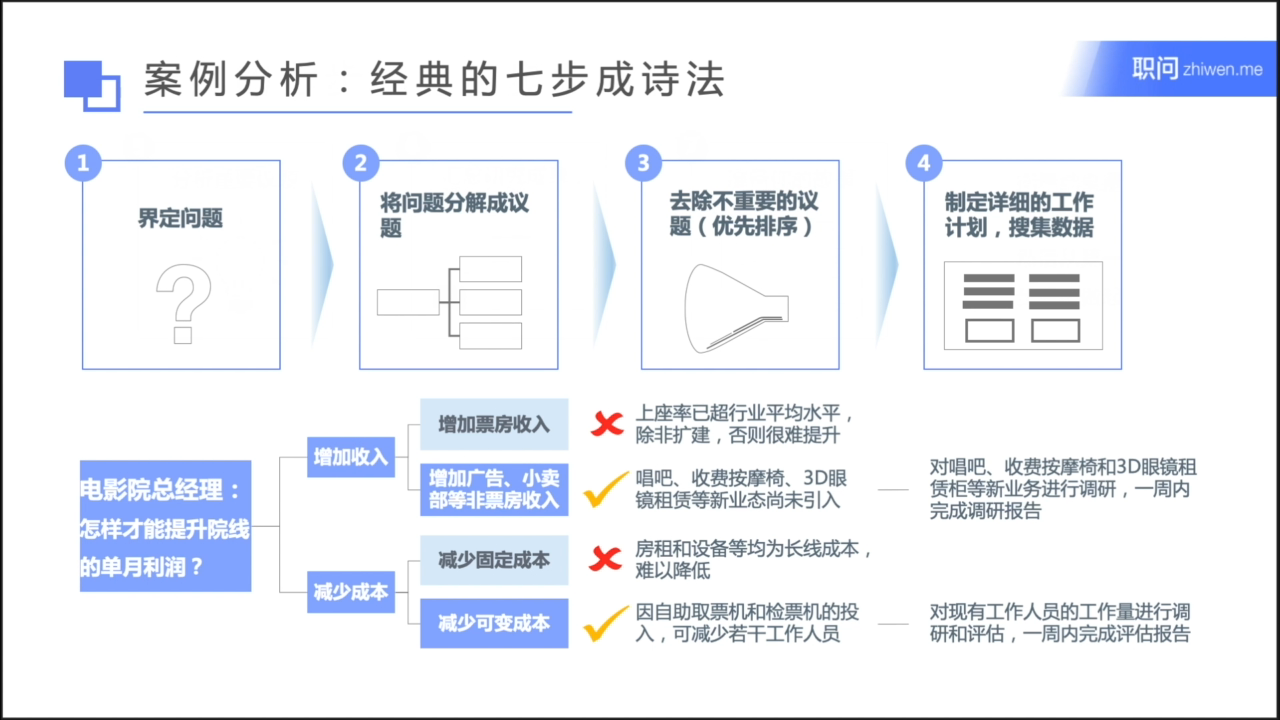 案例分析：经典的七步成诗法
职问 zhiwen.me
1
界定问题
2
将问题分解成议
题
3
去除不重要的议
题（优先排序）
4
制定详细的工作
计划，搜集数据
电影院总经理：
怎样才能提升院线
的单月利润？
增加收入
增加票房收入
上座率已超行业平均水平，
除非扩建，否则很难提升
增加广告、小卖
部等非票房收入
唱吧、收费按摩椅、3D眼
镜租赁等新业态尚未引入
对唱吧、收费按摩椅和3D眼镜租
赁柜等新业务进行调研，一周内
完成调研报告
减少成本
减少固定成本
房租和设备等均为长线成本，
难以降低
减少可变成本
因自助取票机和检票机的投
入，可减少若干工作人员
对现有工作人员的工作量进行调
研和评估，一周内完成评估报告